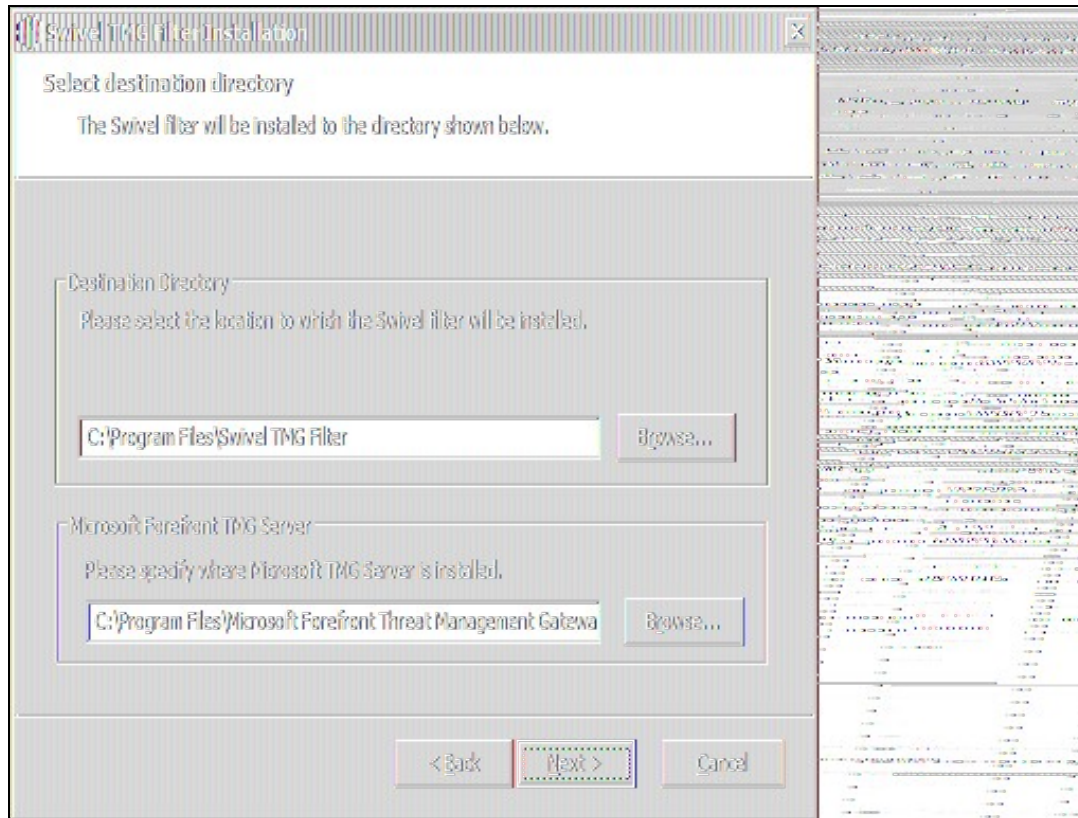 Swivel TMG Filter Installation
Select destination directory
The Swivel filter will be installed to the directory shown below.
Destination Directory
Please select the location to which the Swivel filter will be installed.
C:\Program Files\Swivel TMG Filter
Browse...
Microsoft Forefront TMG Server
Please specify where Microsoft TMG Server is installed.
C:\Program Files\Microsoft Forefront Threat Management Gatewa
Browse...
< Back
Next >
Cancel